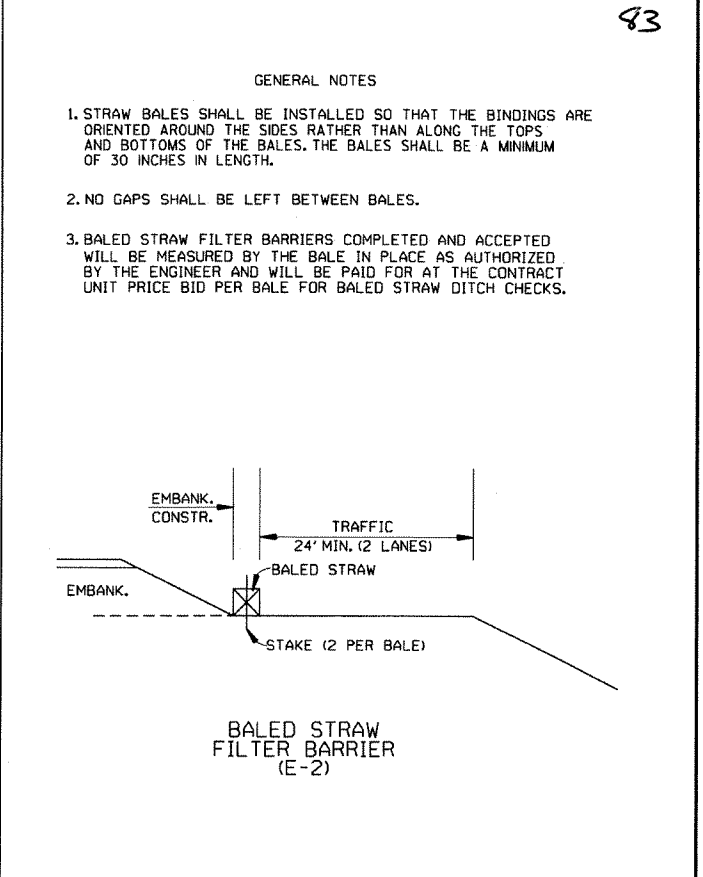 83
GENERAL NOTES
1. STRAW BALES SHALL BE INSTALLED SO THAT THE BINDINGS ARE
ORIENTED AROUND THE SIDES RATHER THAN ALONG THE TOPS
AND BOTTOMS OF THE BALES. THE BALES SHALL BE A MINIMUM
OF 30 INCHES IN LENGTH.
2. NO GAPS SHALL BE LEFT BETWEEN BALES.
3. BALED STRAW FILTER BARRIERS COMPLETED AND ACCEPTED
WILL BE MEASURED BY THE BALE IN PLACE AS AUTHORIZED
BY THE ENGINEER AND WILL BE PAID FOR AT THE CONTRACT
UNIT PRICE BID PER BALE FOR BALED STRAW DITCH CHECKS.
EMBANK.
CONSTR.
TRAFFIC
24' MIN. (2 LANES)
BALED STRAW
EMBANK.
STAKE (2 PER BALE)
BALED STRAW
FILTER BARRIER
(E-2)